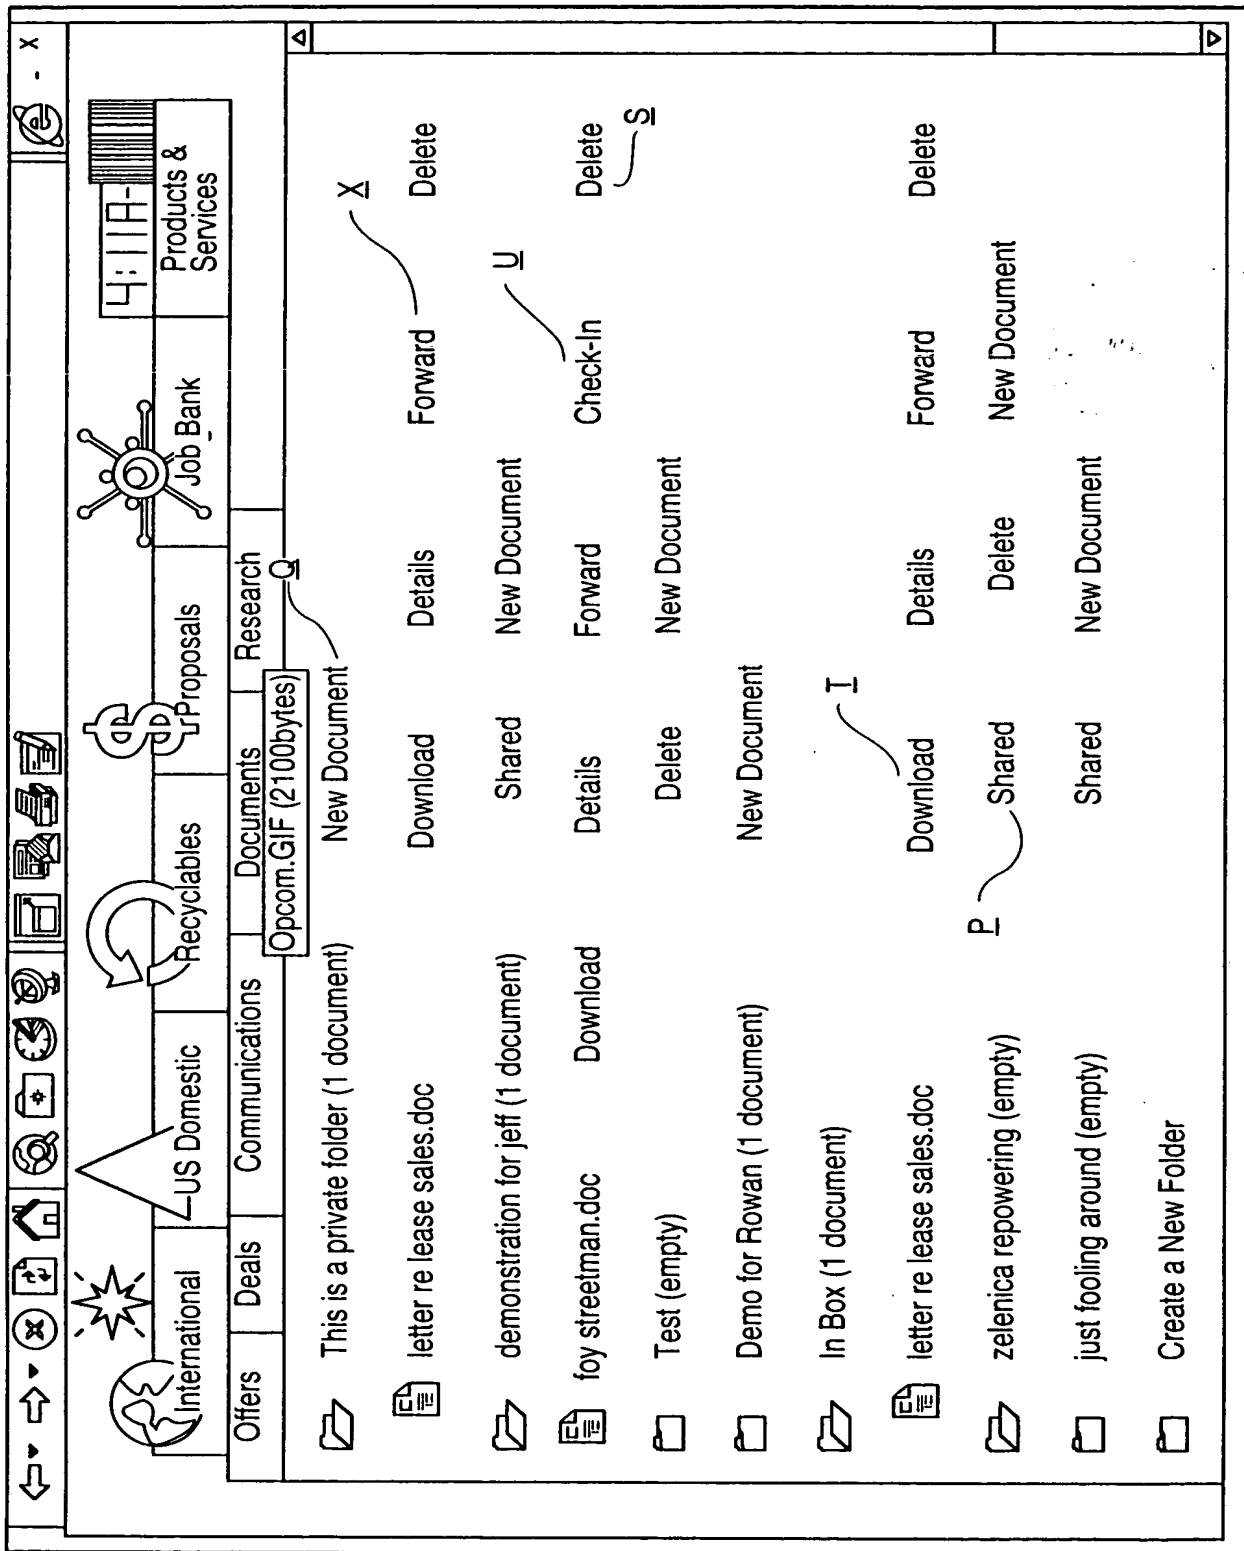 - X
4:11A-
International
US Domestic
Recyclables
Proposals
Job Bank
Products &
Services
Offers
Deals
Communications
Documents
Research
Opcom.GIF (2100bytes)
Q
This is a private folder (1 document) New Document
X
letter re lease sales.doc Download Details Forward Delete
U
demonstration for jeff (1 document) Shared New Document
foy streetman.doc Download Details Forward Check-In Delete
S
Test (empty) Delete New Document
Demo for Rowan (1 document) New Document
In Box (1 document)
T
letter re lease sales.doc Download Details Forward Delete
P
zelenica repowering (empty) Shared Delete New Document
just fooling around (empty) Shared New Document
Create a New Folder